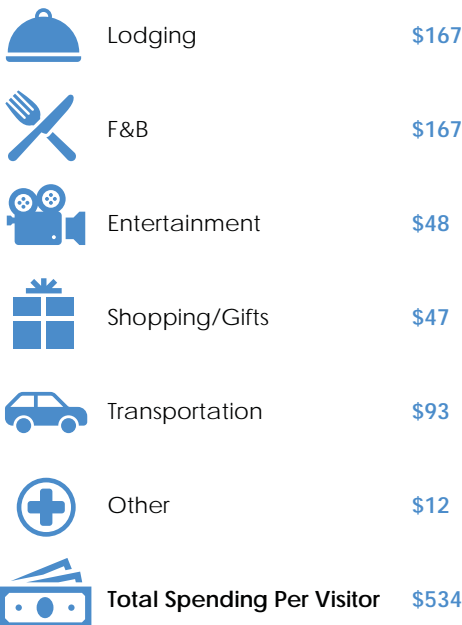 Lodging $167
F&B $167
Entertainment $48
Shopping/Gifts $47
Transportation $93
Other $12
Total Spending Per Visitor $534